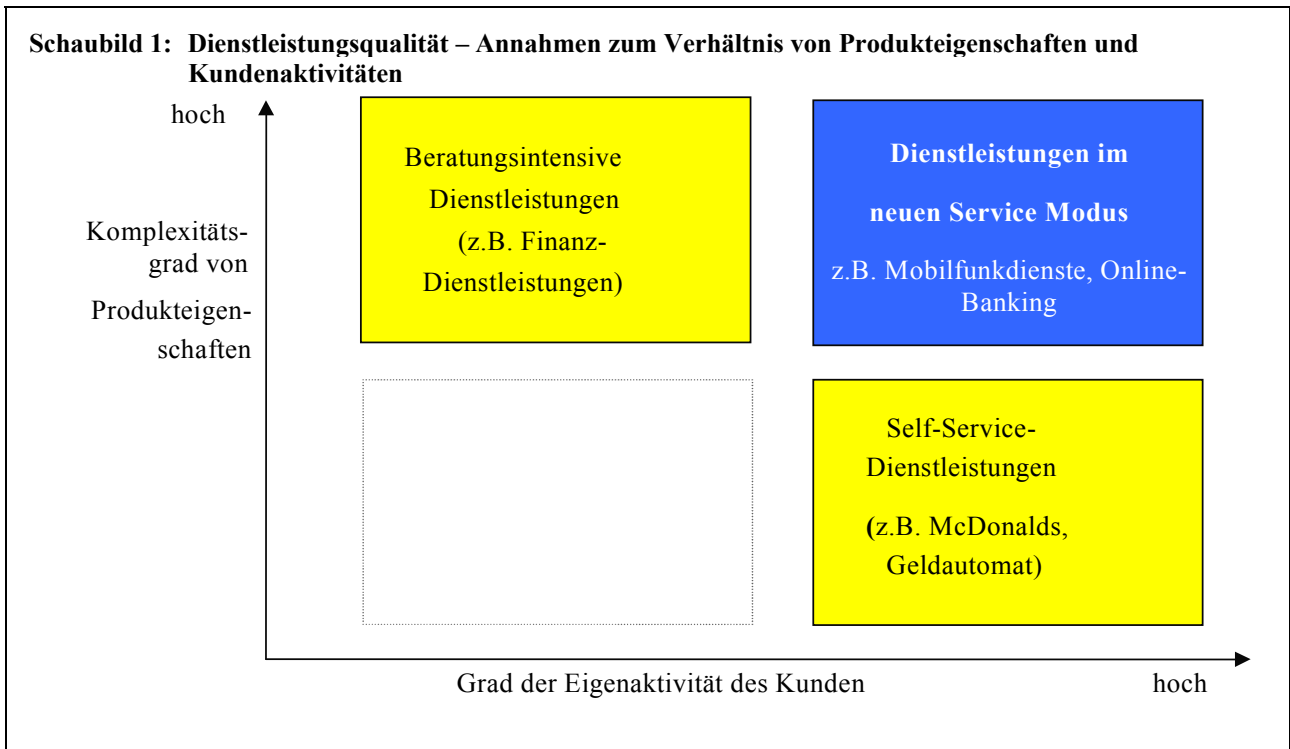 Schaubild 1: Dienstleistungsqualität – Annahmen zum Verhältnis von Produkteigenschaften und
Kundenaktivitäten
hoch
Komplexitäts-
grad von
Produkteigen-
schaften
Beratungsintensive
Dienstleistungen
(z.B. Finanz-
Dienstleistungen)
Dienstleistungen im
neuen Service Modus
z.B. Mobilfunkdienste, Online-
Banking
Self-Service-
Dienstleistungen
(z.B. McDonalds,
Geldautomat)
Grad der Eigenaktivität des Kunden
hoch